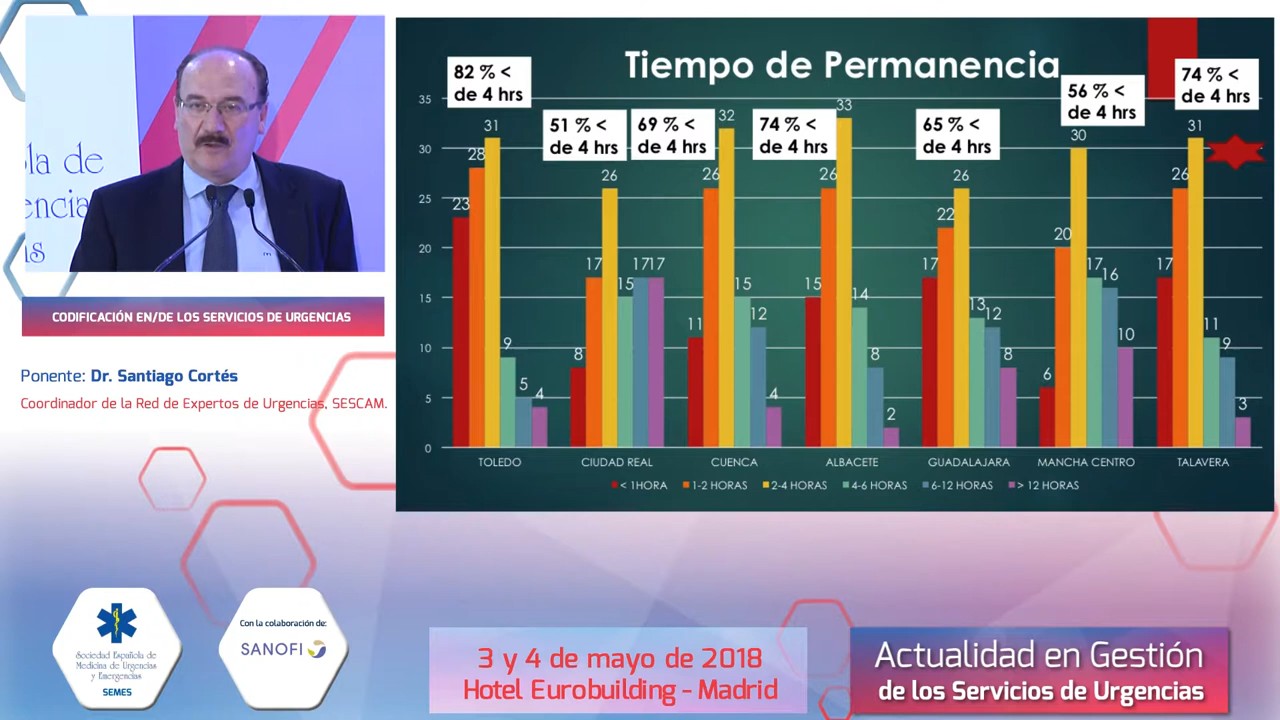 la de
encia
as
CODIFICACIÓN EN/DE LOS SERVICIOS DE URGENCIAS
Ponente: Dr. Santiago Cortés
Coordinador de la Red de Expertos de Urgencias, SESCAM.
Tiempo de Permanencia
82 % <
de 4 hrs
51 % <
de 4 hrs
69 % <
de 4 hrs
74 % <
de 4 hrs
65 % <
de 4 hrs
56 % <
de 4 hrs
74 % <
de 4 hrs
35
30
25
20
15
10
5
0
23 28 31 9 5 4
8 17 26 15 17 17
11 26 32 15 12 4
15 26 33 14 8 2
17 22 26 13 12 8
6 20 30 17 16 10
17 26 31 11 9 3
TOLEDO CIUDAD REAL CUENCA ALBACETE GUADALAJARA MANCHA CENTRO TALAVERA
< 1HORA 1-2 HORAS 2-4 HORAS 4-6 HORAS 6-12 HORAS > 12 HORAS
Sociedad Española de
Medicina de Urgencias
y Emergencias
SEMES
Con la colaboración de:
SANOFI
3 y 4 de mayo de 2018
Hotel Eurobuilding - Madrid
Actualidad en Gestión
de los Servicios de Urgencias